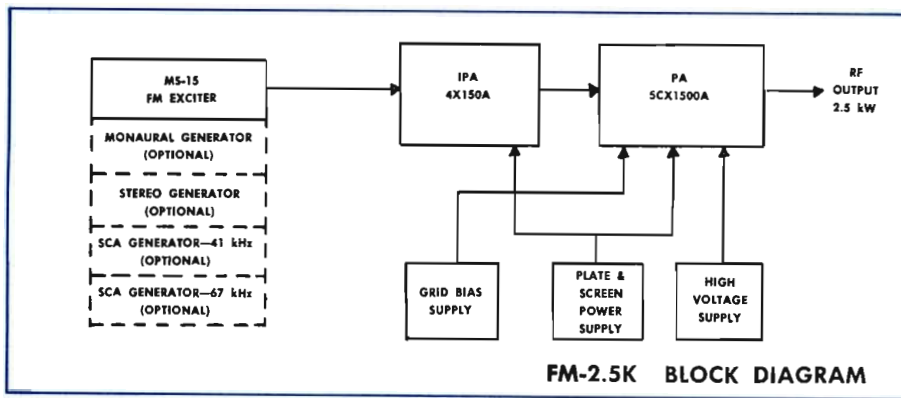 MS-15
FM EXCITER
MONAURAL GENERATOR
(OPTIONAL)
STEREO GENERATOR
(OPTIONAL)
SCA GENERATOR—41 kHz
(OPTIONAL)
SCA GENERATOR—67 kHz
(OPTIONAL)
IPA
4X150A
PA
5CX1500A
RF
OUTPUT
2.5 kW
GRID BIAS
SUPPLY
PLATE &
SCREEN
POWER
SUPPLY
HIGH
VOLTAGE
SUPPLY
FM-2.5K BLOCK DIAGRAM